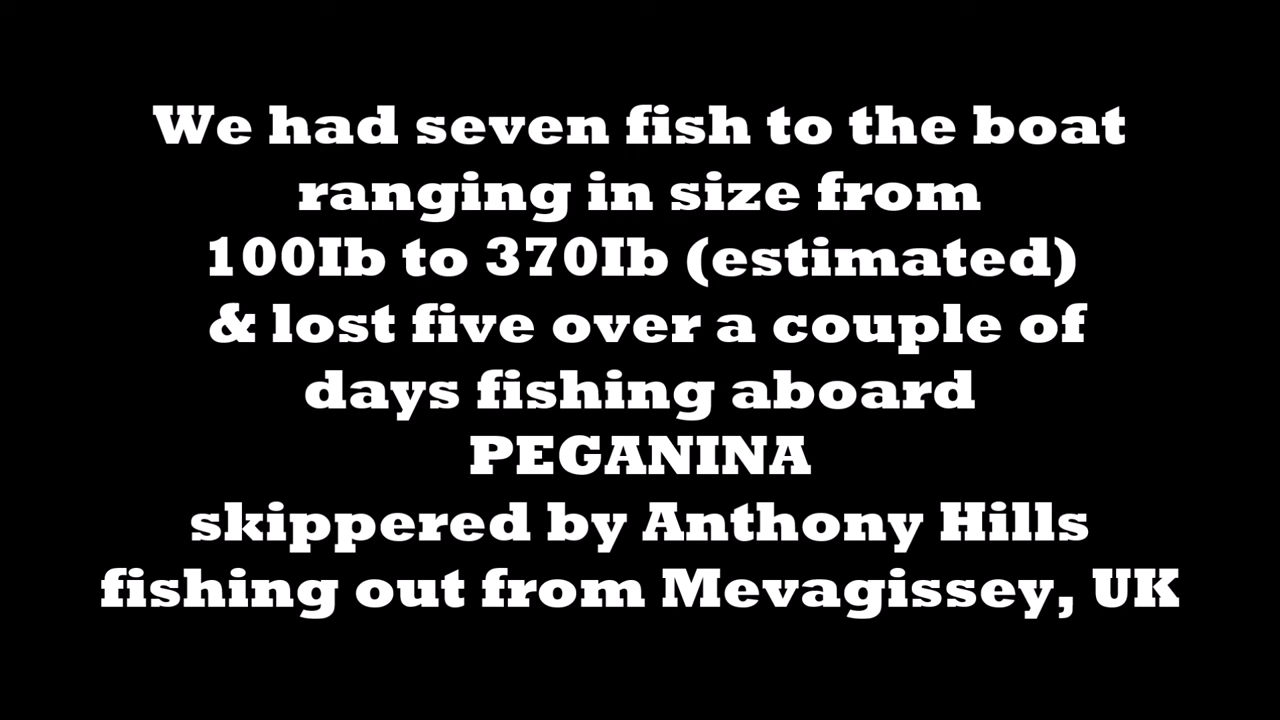 We had seven fish to the boat
ranging in size from
100Ib to 370Ib (estimated)
& lost five over a couple of
days fishing aboard
PEGANINA
skippered by Anthony Hills
fishing out from Mevagissey, UK